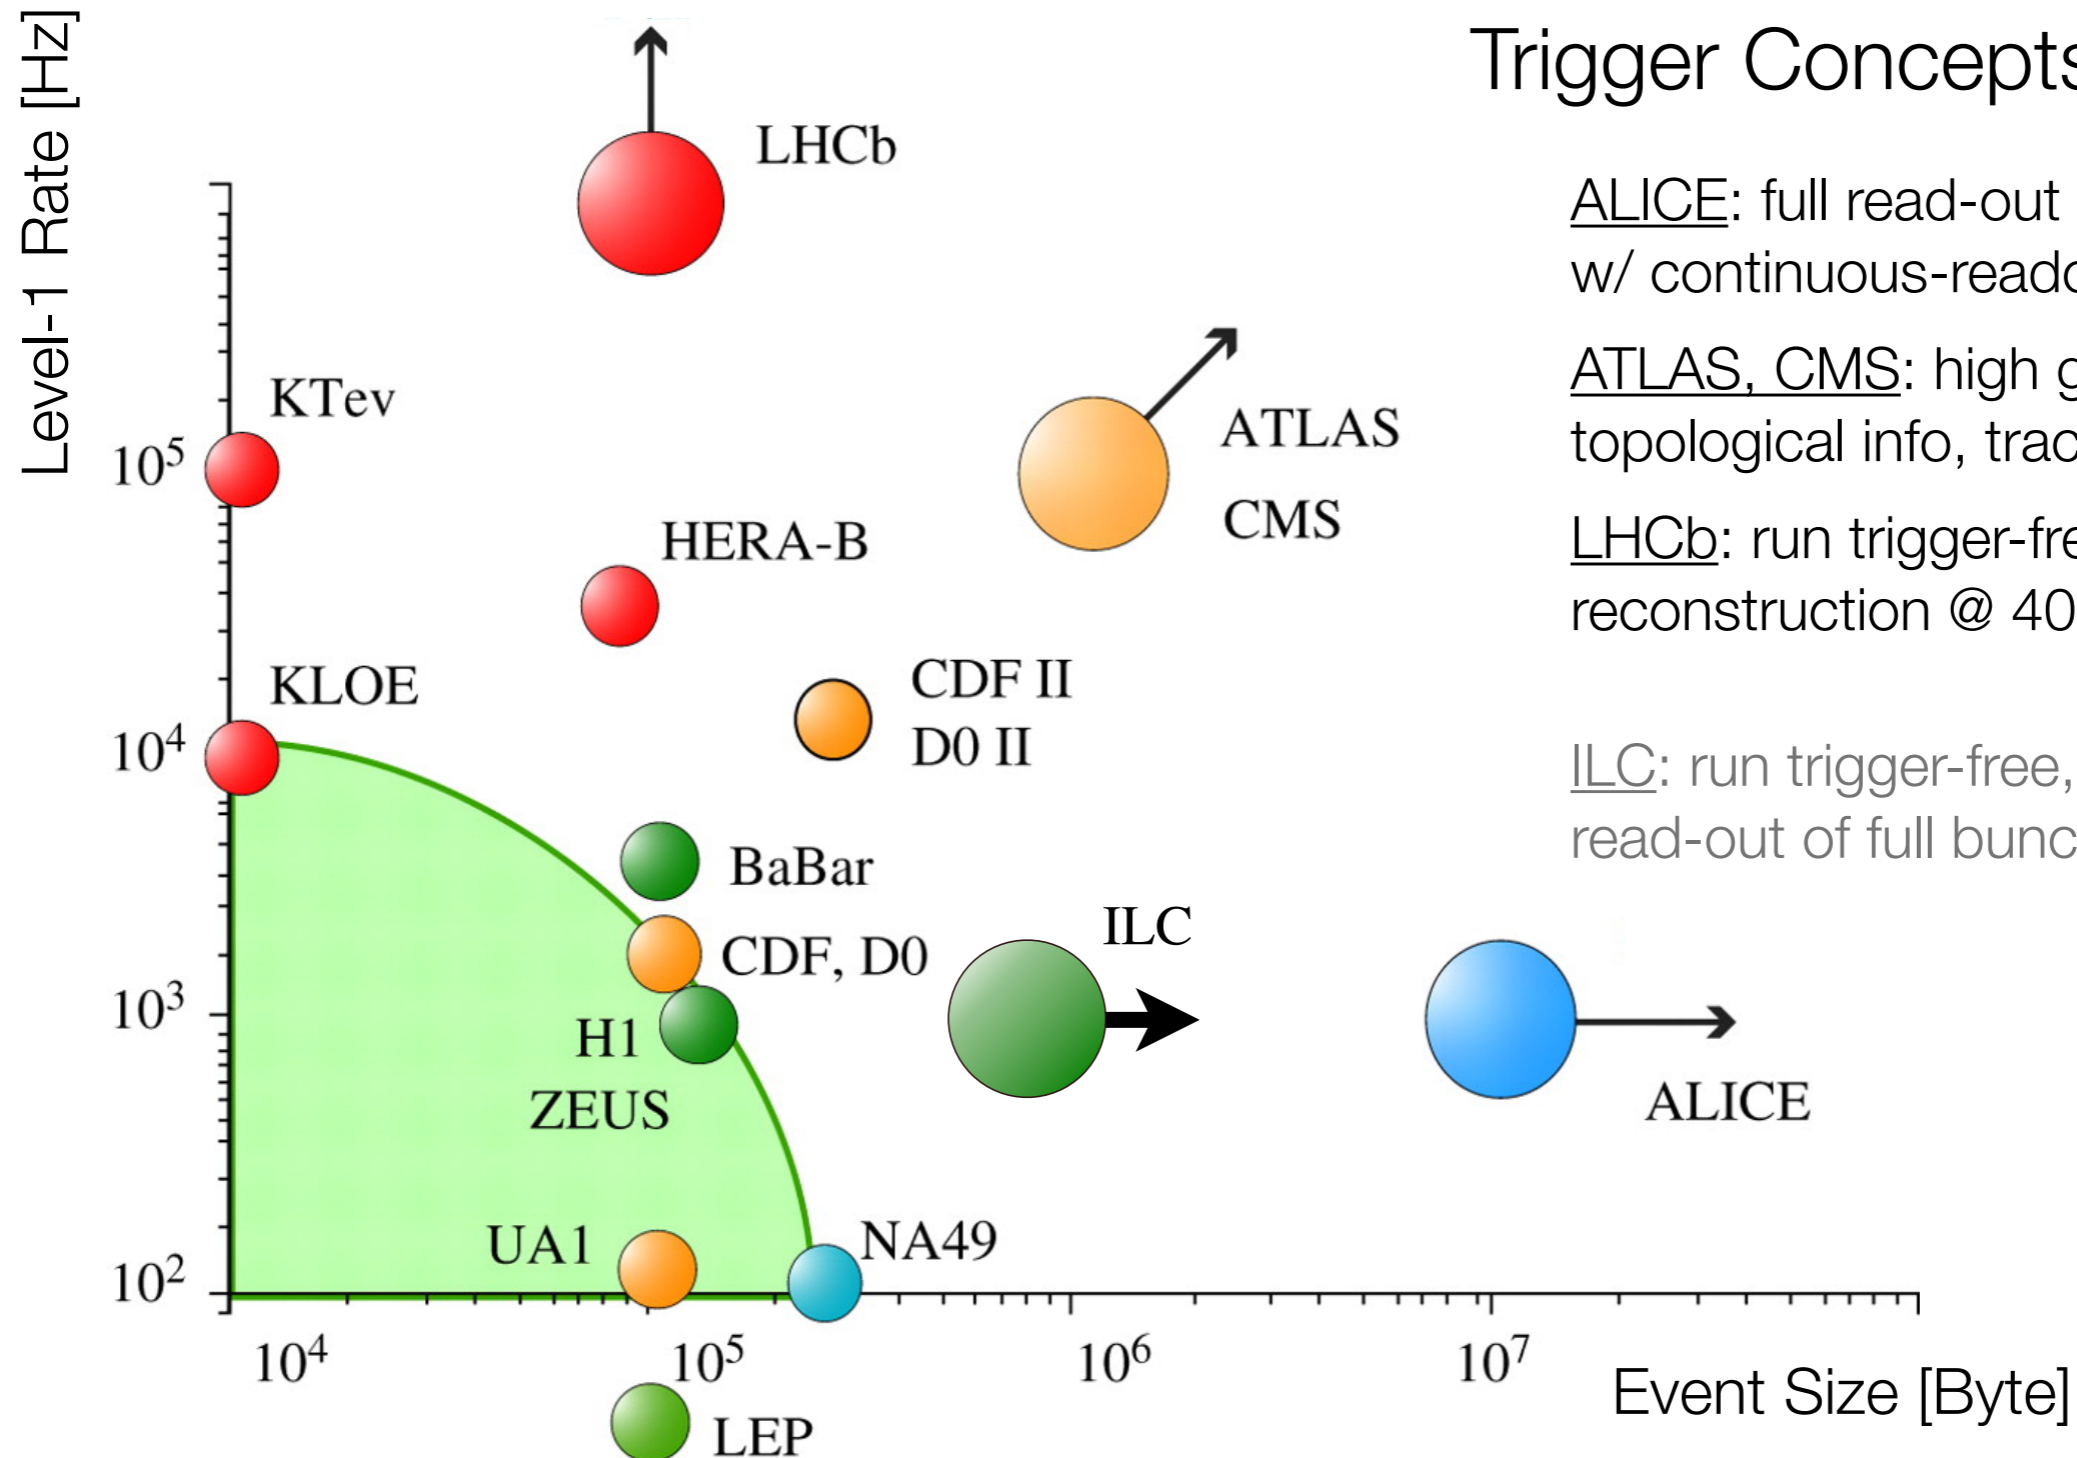 Level-1 Rate [Hz]
Trigger Concepts
LHCb
ALICE: full read-out
w/ continuous-reado
ATLAS, CMS: high g
topological info, trac
LHCb: run trigger-fre
reconstruction @ 40
ILC: run trigger-free,
read-out of full bunc
KTev
10⁵
ATLAS
CMS
HERA-B
KLOE
10⁴
CDF II
D0 II
BaBar
CDF, D0
ILC
10³
H1
ZEUS
ALICE
UA1
NA49
10²
10⁴
10⁵
10⁶
10⁷
Event Size [Byte]
LEP